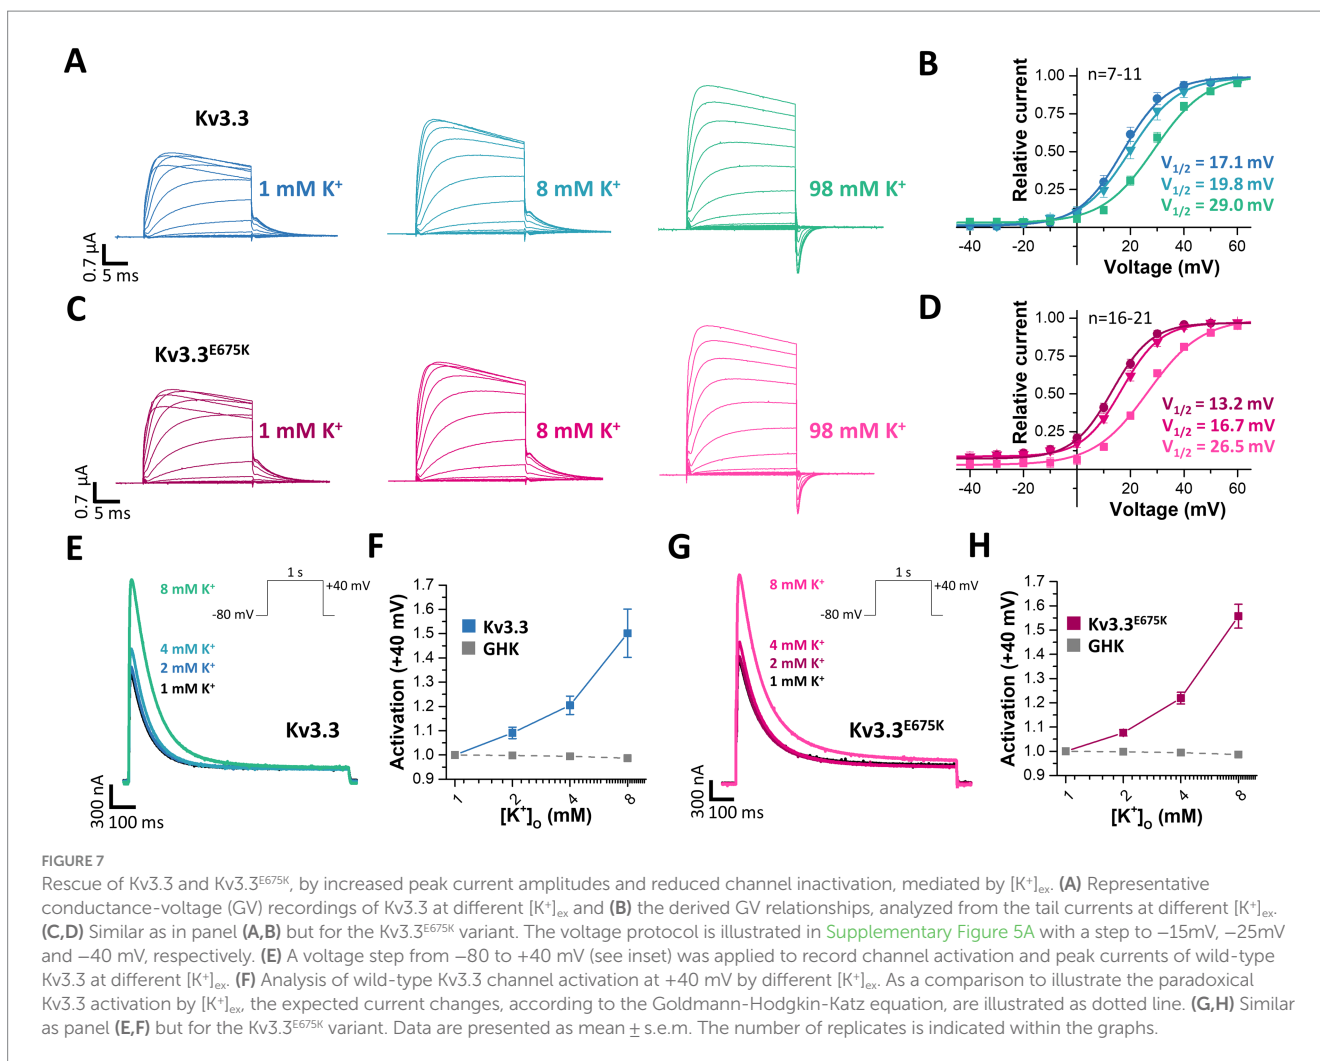 A
Kv3.3
1 mM K⁺
8 mM K⁺
98 mM K⁺
0.7 µA
5 ms
B
n=7-11
Relative current
1.00
0.75
0.50
0.25
V1/2 = 17.1 mV
V1/2 = 19.8 mV
V1/2 = 29.0 mV
-40 -20 0 20 40 60
Voltage (mV)
C
Kv3.3ᴱ⁶⁷⁵ᴷ
1 mM K⁺
8 mM K⁺
98 mM K⁺
0.7 µA
5 ms
D
n=16-21
Relative current
1.00
0.75
0.50
0.25
V1/2 = 13.2 mV
V1/2 = 16.7 mV
V1/2 = 26.5 mV
-40 -20 0 20 40 60
Voltage (mV)
E
8 mM K⁺
4 mM K⁺
2 mM K⁺
1 mM K⁺
1 s
-80 mV
+40 mV
Kv3.3
300 nA
100 ms
F
Activation (+40 mV)
1.7
1.6
1.5
1.4
1.3
1.2
1.1
1.0
0.9
Kv3.3
GHK
1 2 4 8
[K⁺]O (mM)
G
8 mM K⁺
4 mM K⁺
2 mM K⁺
1 mM K⁺
1 s
-80 mV
+40 mV
Kv3.3ᴱ⁶⁷⁵ᴷ
300 nA
100 ms
H
Activation (+40 mV)
1.7
1.6
1.5
1.4
1.3
1.2
1.1
1.0
0.9
Kv3.3ᴱ⁶⁷⁵ᴷ
GHK
1 2 4 8
[K⁺]O (mM)
FIGURE 7
Rescue of Kv3.3 and Kv3.3ᴱ⁶⁷⁵ᴷ, by increased peak current amplitudes and reduced channel inactivation, mediated by [K⁺]ex. (A) Representative
conductance-voltage (GV) recordings of Kv3.3 at different [K⁺]ex and (B) the derived GV relationships, analyzed from the tail currents at different [K⁺]ex.
(C,D) Similar as in panel (A,B) but for the Kv3.3ᴱ⁶⁷⁵ᴷ variant. The voltage protocol is illustrated in Supplementary Figure 5A with a step to −15mV, −25mV
and −40 mV, respectively. (E) A voltage step from −80 to +40 mV (see inset) was applied to record channel activation and peak currents of wild-type
Kv3.3 at different [K⁺]ex. (F) Analysis of wild-type Kv3.3 channel activation at +40 mV by different [K⁺]ex. As a comparison to illustrate the paradoxical
Kv3.3 activation by [K⁺]ex, the expected current changes, according to the Goldmann-Hodgkin-Katz equation, are illustrated as dotted line. (G,H) Similar
as panel (E,F) but for the Kv3.3ᴱ⁶⁷⁵ᴷ variant. Data are presented as mean ± s.e.m. The number of replicates is indicated within the graphs.